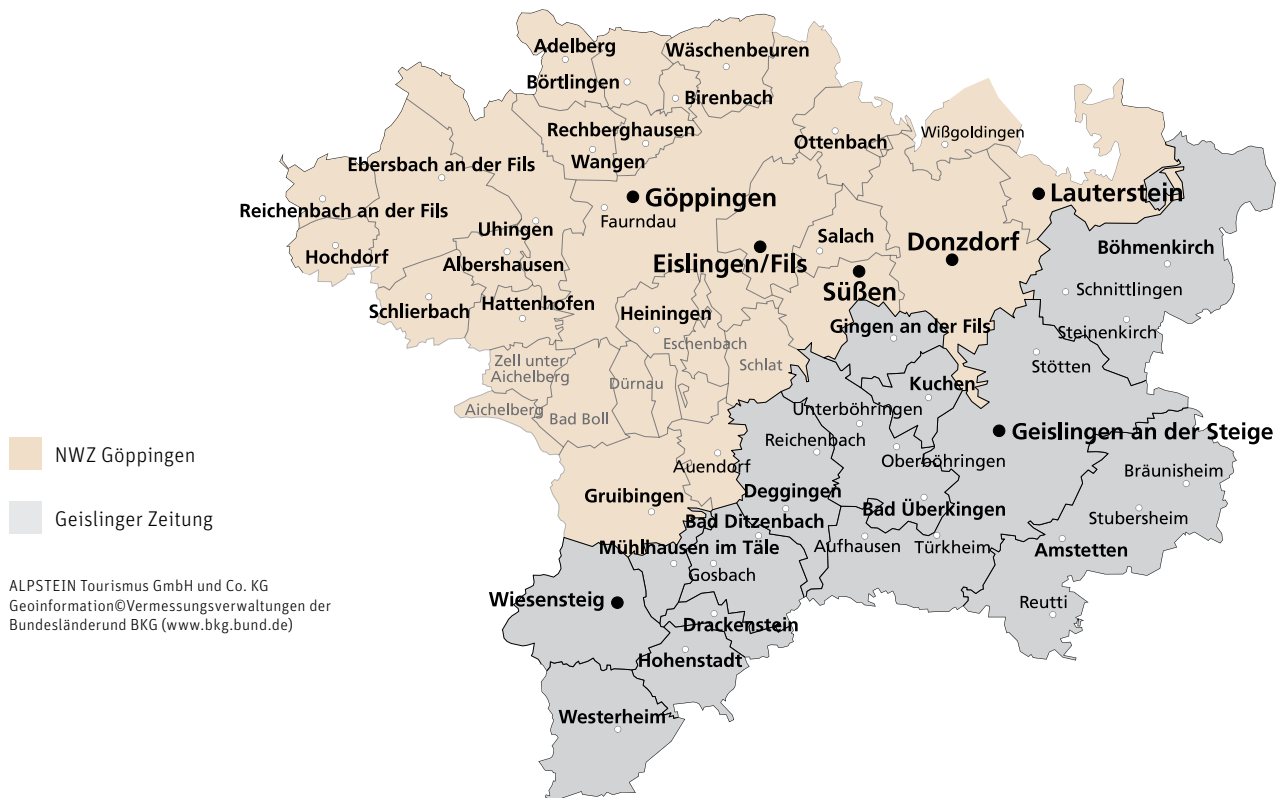 Adelberg
Wäschenbeuren
Börtlingen
Birenbach
Rechberghausen
Wißgoldingen
Ottenbach
Wangen
Ebersbach an der Fils
Göppingen
Lauterstein
Reichenbach an der Fils
Faurndau
Uhingen
Salach
Donzdorf
Böhmenkirch
Hochdorf
Albershausen
Eislingen/Fils
Süßen
Schnittlingen
Schlierbach
Hattenhofen
Heiningen
Gingen an der Fils
Steinenkirch
Eschenbach
Zell unter
Aichelberg
Schlat
Stötten
Dürnau
Kuchen
Aichelberg
Bad Boll
Unterböhringen
Geislingen an der Steige
Reichenbach
NWZ Göppingen
Oberböhringen
Auendorf
Bräunisheim
Gruibingen
Deggingen
Bad Überkingen
Stubersheim
Geislinger Zeitung
Bad Ditzenbach
Mühlhausen im Täle
Aufhausen
Türkheim
Amstetten
Gosbach
ALPSTEIN Tourismus GmbH und Co. KG
Geoinformation©Vermessungsverwaltungen der
Bundesländerund BKG (www.bkg.bund.de)
Wiesensteig
Reutti
Drackenstein
Hohenstadt
Westerheim